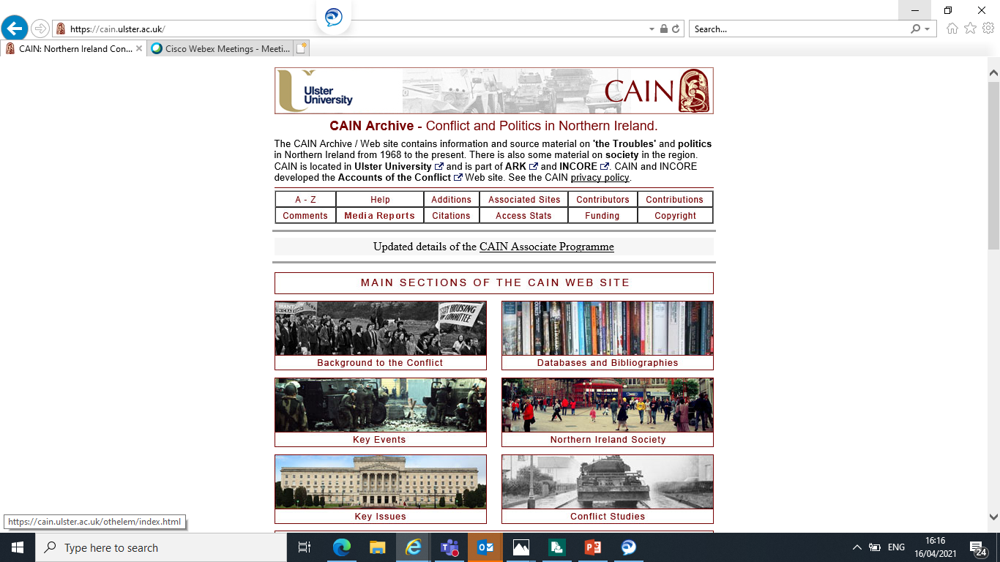 https://cain.ulster.ac.uk/
Search...
CAIN: Northern Ireland Con...
Cisco Webex Meetings - Meeti...
Ulster
University
CAIN
CAIN Archive - Conflict and Politics in Northern Ireland.
The CAIN Archive / Web site contains information and source material on 'the Troubles' and politics
in Northern Ireland from 1968 to the present. There is also some material on society in the region.
CAIN is located in Ulster University and is part of ARK and INCORE. CAIN and INCORE
developed the Accounts of the Conflict Web site. See the CAIN privacy policy.
A - Z Help Additions Associated Sites Contributors Contributions
Comments Media Reports Citations Access Stats Funding Copyright
Updated details of the CAIN Associate Programme
MAIN SECTIONS OF THE CAIN WEB SITE
HOUSING
COMMITTEE
Background to the Conflict
Databases and Bibliographies
Key Events
Northern Ireland Society
Key Issues
Conflict Studies
https://cain.ulster.ac.uk/othelem/index.html
Type here to search
ENG
16:16
16/04/2021
24